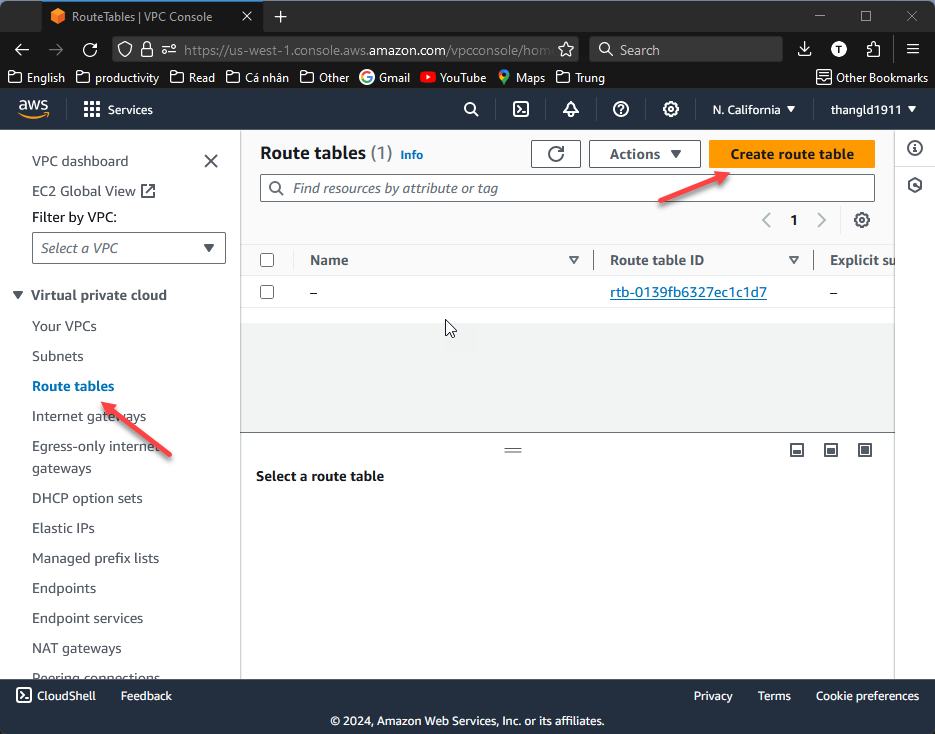 RouteTables | VPC Console
https://us-west-1.console.aws.amazon.com/vpcconsole/hom
Search
T
English
productivity
Read
Cá nhân
Other
Gmail
YouTube
Maps
Trung
Other Bookmarks
aws
Services
N. California
thangld1911
VPC dashboard
EC2 Global View
Filter by VPC:
Select a VPC
Virtual private cloud
Your VPCs
Subnets
Route tables
Internet gateways
Egress-only internet
gateways
DHCP option sets
Elastic IPs
Managed prefix lists
Endpoints
Endpoint services
NAT gateways
Peering connections
Route tables (1) Info
Actions
Create route table
Find resources by attribute or tag
1
Name
Route table ID
Explicit su
–
rtb-0139fb6327ec1c1d7
–
Select a route table
CloudShell
Feedback
Privacy
Terms
Cookie preferences
© 2024, Amazon Web Services, Inc. or its affiliates.